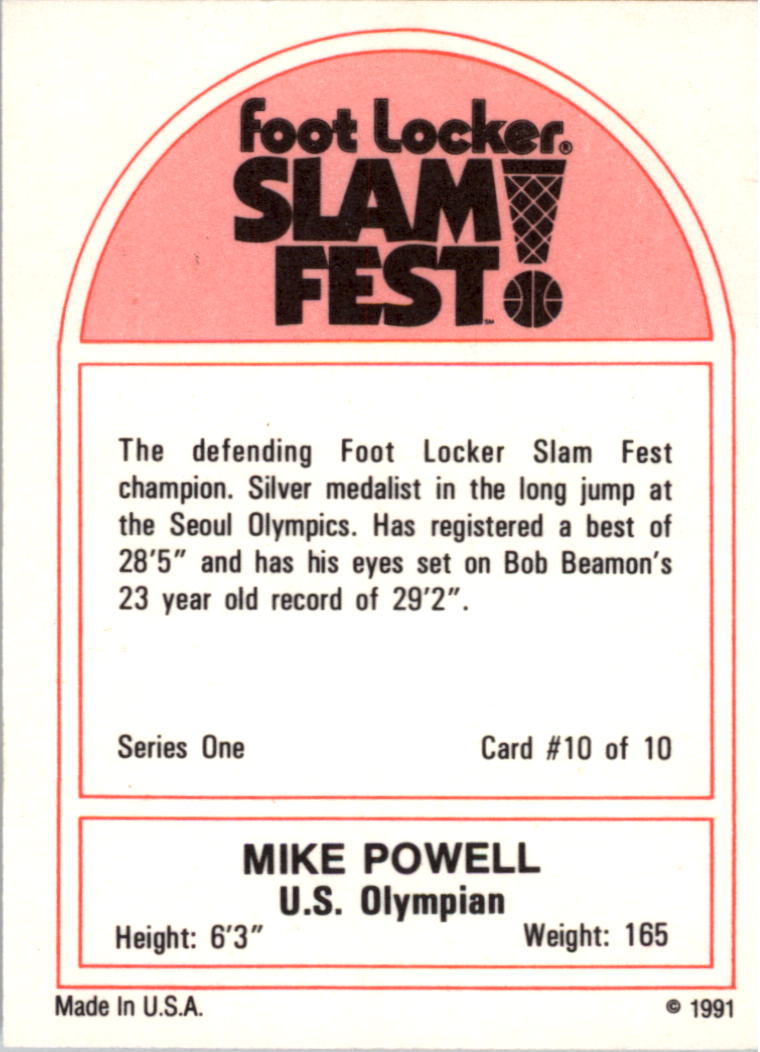 foot Locker®
SLAM
FEST℠
The defending Foot Locker Slam Fest
champion. Silver medalist in the long jump at
the Seoul Olympics. Has registered a best of
28'5" and has his eyes set on Bob Beamon's
23 year old record of 29'2".
Series One Card #10 of 10
MIKE POWELL
U.S. Olympian
Height: 6'3" Weight: 165
Made In U.S.A. © 1991